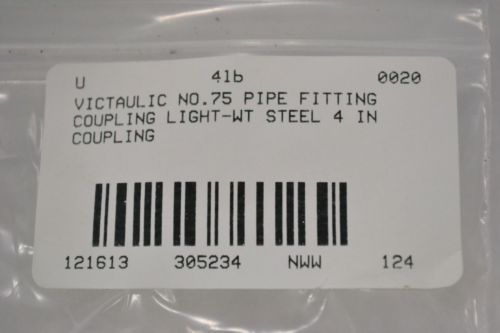 U 4lb 0020
VICTAULIC NO.75 PIPE FITTING
COUPLING LIGHT-WT STEEL 4 IN
COUPLING
121613 305234 NWW 124